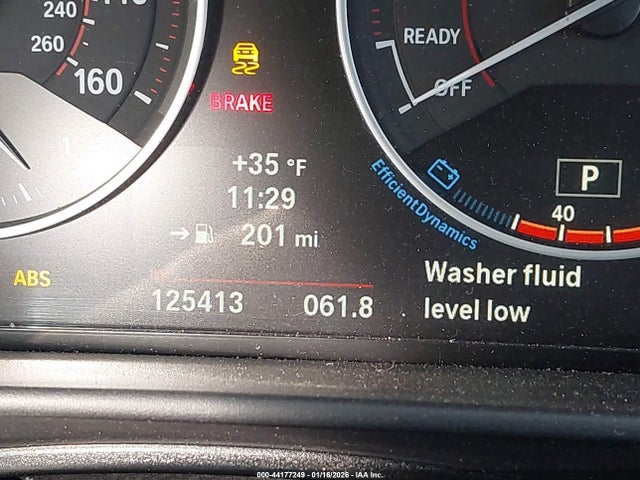 240
260
160
READY
OFF
BRAKE
+35 °F
11:29
201 mi
EfficientDynamics
P
40
ABS
125413 061.8
Washer fluid
level low
000-44177249 - 01/16/2026 - IAA Inc.